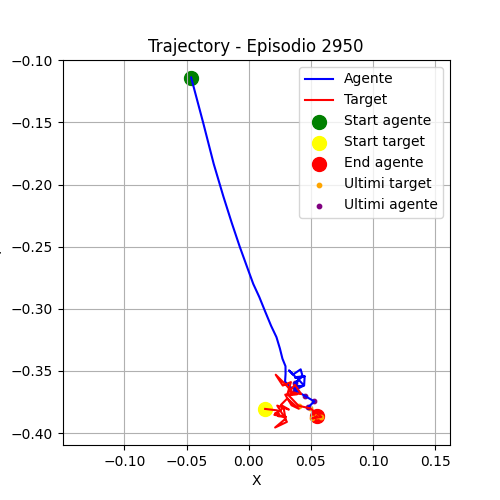 Trajectory - Episodio 2950
Agente
Target
Start agente
Start target
End agente
Ultimi target
Ultimi agente
−0.10
−0.15
−0.20
−0.25
−0.30
−0.35
−0.40
−0.10
−0.05
0.00
0.05
0.10
0.15
X